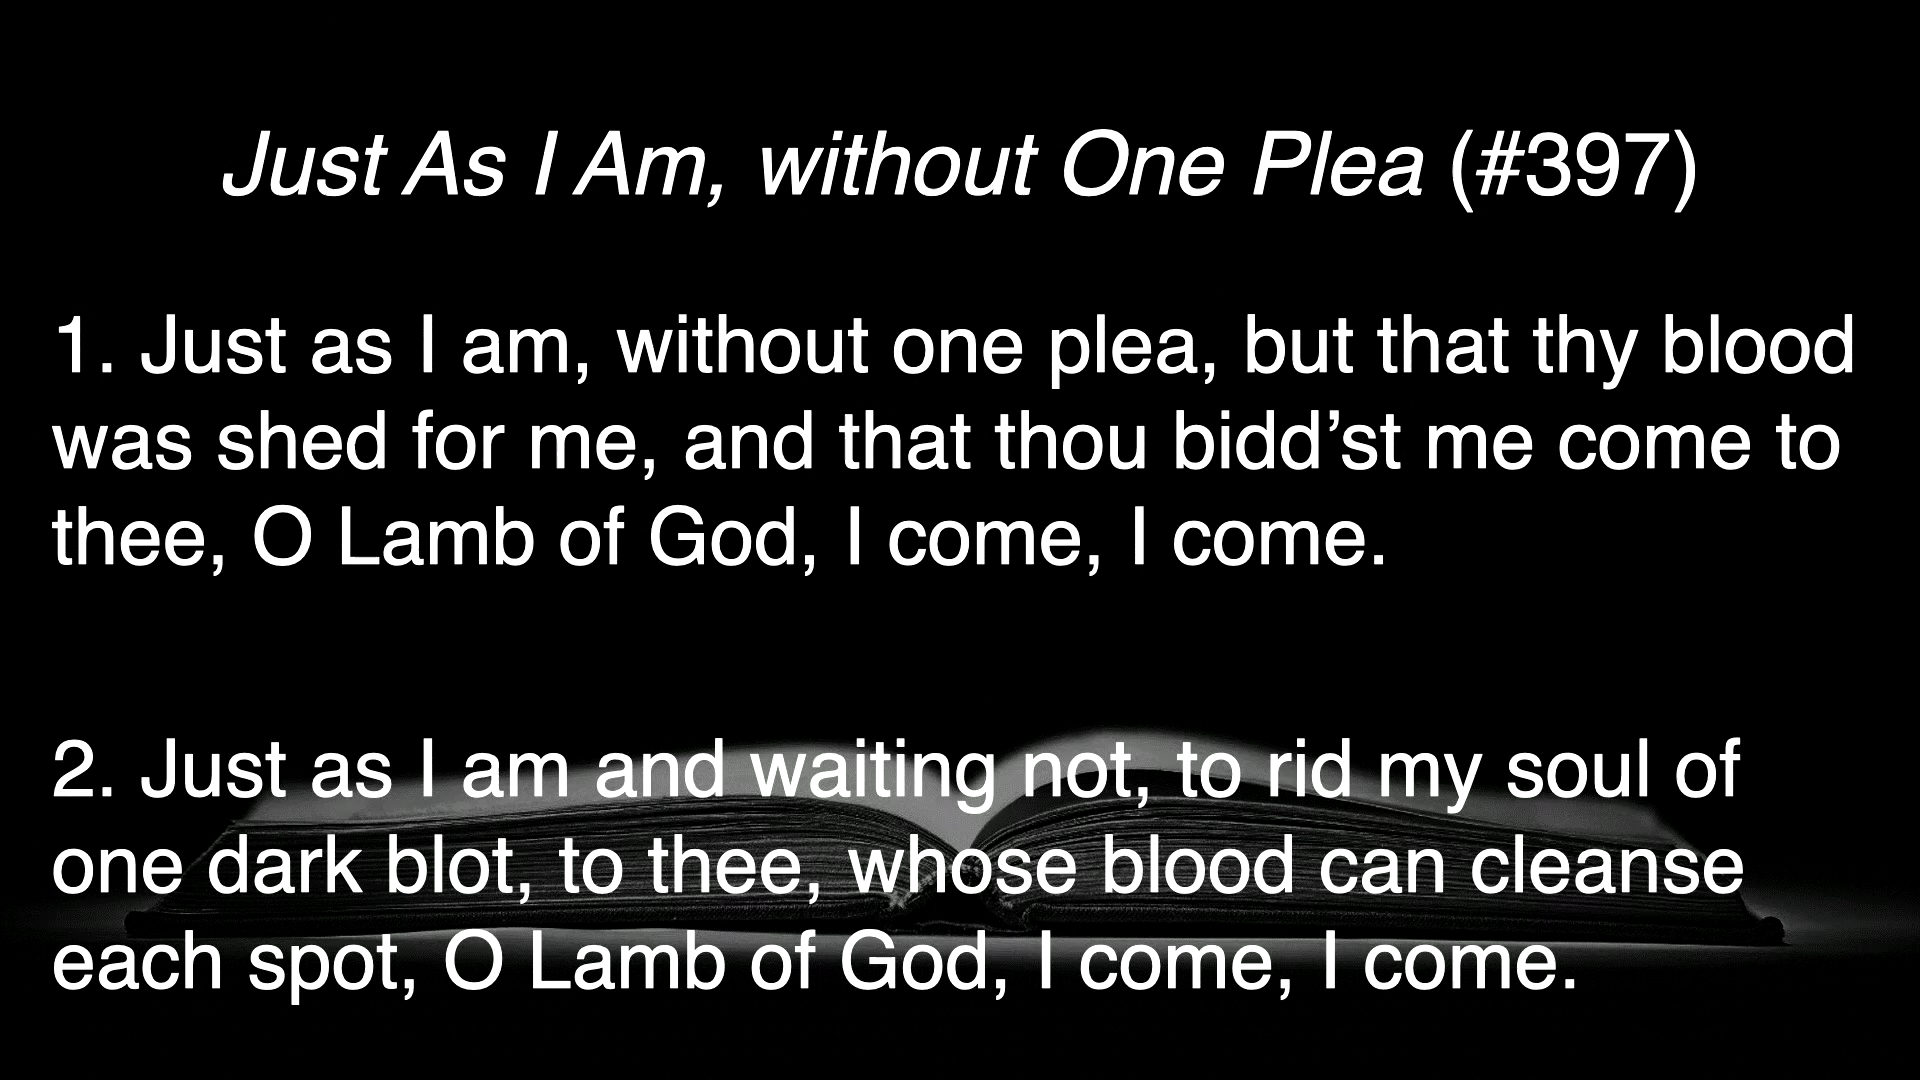 Just As I Am, without One Plea (#397)
1. Just as I am, without one plea, but that thy blood
was shed for me, and that thou bidd’st me come to
thee, O Lamb of God, I come, I come.
2. Just as I am and waiting not, to rid my soul of
one dark blot, to thee, whose blood can cleanse
each spot, O Lamb of God, I come, I come.